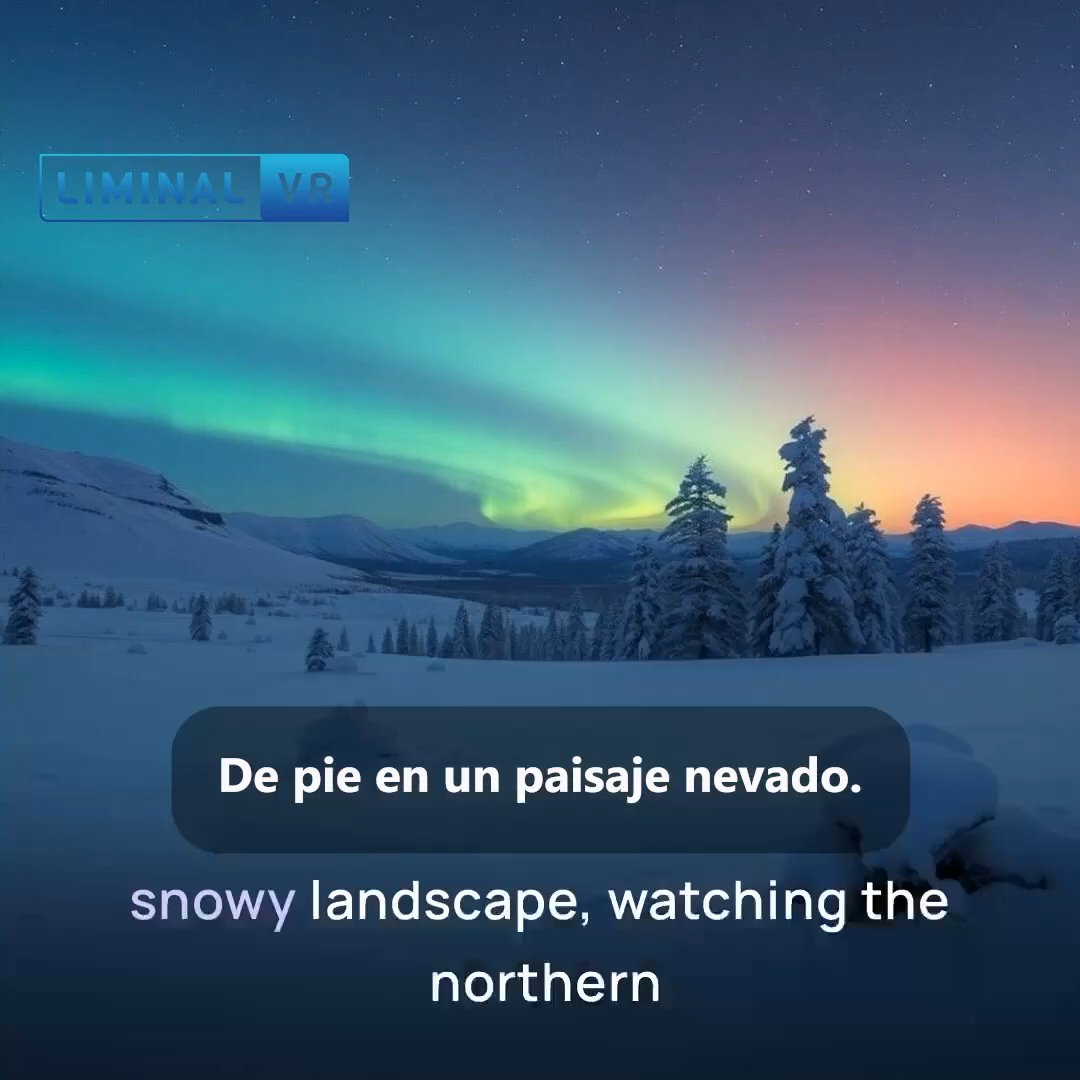 LIMINAL VR
De pie en un paisaje nevado.
snowy landscape, watching the
northern